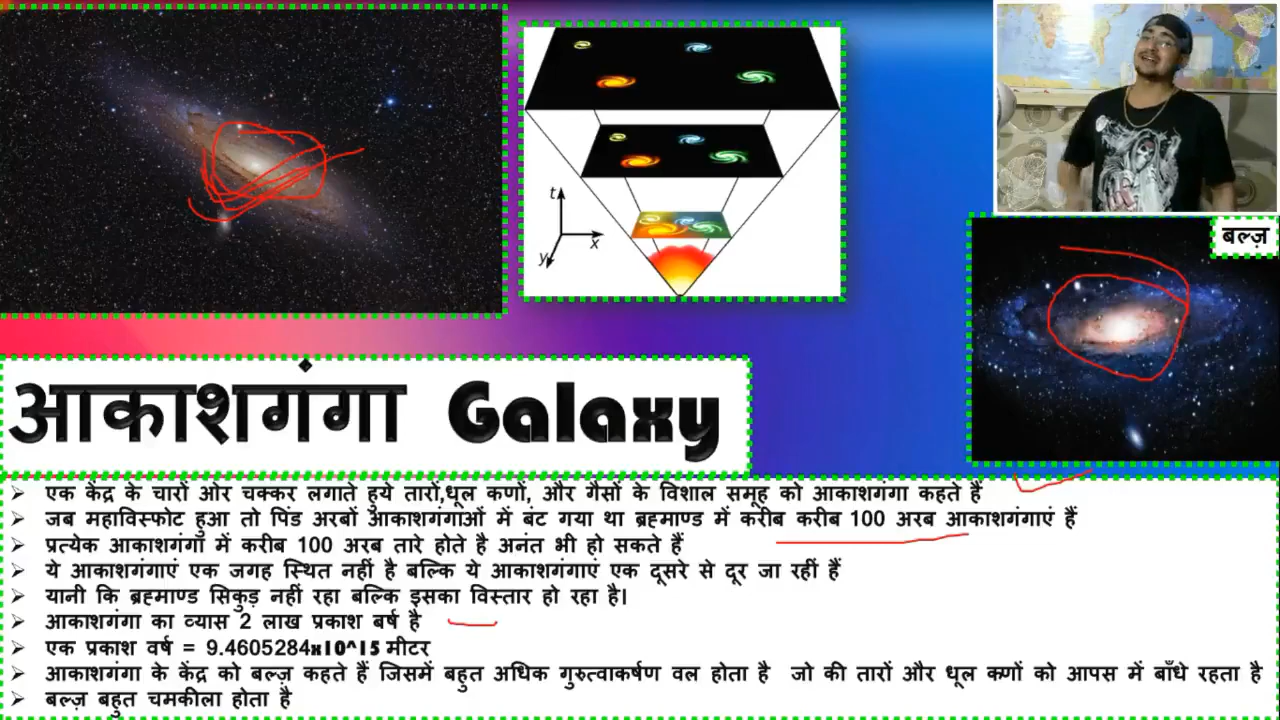 t
x
y
बल्ज़
आकाशगंगा Galaxy
एक केंद्र के चारों ओर चक्कर लगाते हुये तारों,धूल कणों, और गैसों के विशाल समूह को आकाशगंगा कहते हैं
जब महाविस्फोट हुआ तो पिंड अरबों आकाशगंगाओं में बंट गया था ब्रह्माण्ड में करीब करीब 100 अरब आकाशगंगाएं हैं
प्रत्येक आकाशगंगा में करीब 100 अरब तारे होते है अनंत भी हो सकते हैं
ये आकाशगंगाएं एक जगह स्थित नहीं है बल्कि ये आकाशगंगाएं एक दूसरे से दूर जा रहीं हैं
यानी कि ब्रह्माण्ड सिकुड़ नहीं रहा बल्कि इसका विस्तार हो रहा है।
आकाशगंगा का व्यास 2 लाख प्रकाश बर्ष है
एक प्रकाश वर्ष = 9.4605284x10^15 मीटर
आकाशगंगा के केंद्र को बल्ज़ कहते हैं जिसमें बहुत अधिक गुरुत्वाकर्षण वल होता है जो की तारों और धूल कणों को आपस में बाँधे रहता है
बल्ज़ बहुत चमकीला होता है